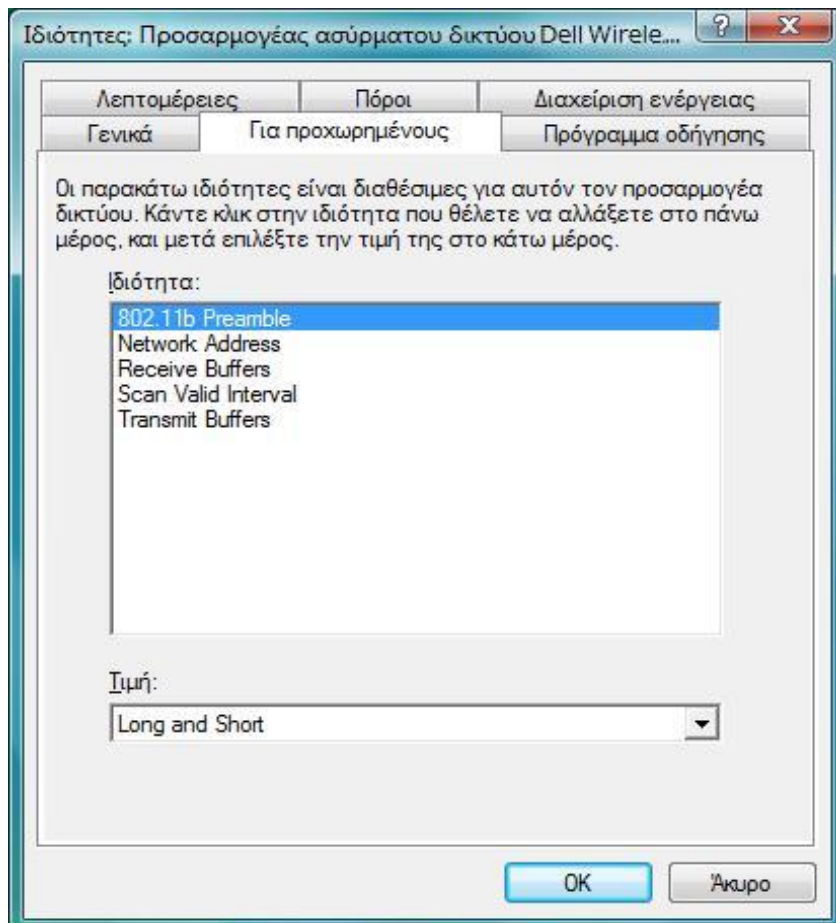 Ιδιότητες: Προσαρμογέας ασύρματου δικτύου Dell Wirele....
Λεπτομέρειες Πόροι Διαχείριση ενέργειας
Γενικά Για προχωρημένους Πρόγραμμα οδήγησης
Οι παρακάτω ιδιότητες είναι διαθέσιμες για αυτόν τον προσαρμογέα
δικτύου. Κάντε κλικ στην ιδιότητα που θέλετε να αλλάξετε στο πάνω
μέρος, και μετά επιλέξτε την τιμή της στο κάτω μέρος.
Ιδιότητα:
802.11b Preamble
Network Address
Receive Buffers
Scan Valid Interval
Transmit Buffers
Τιμή:
Long and Short
OK Άκυρο